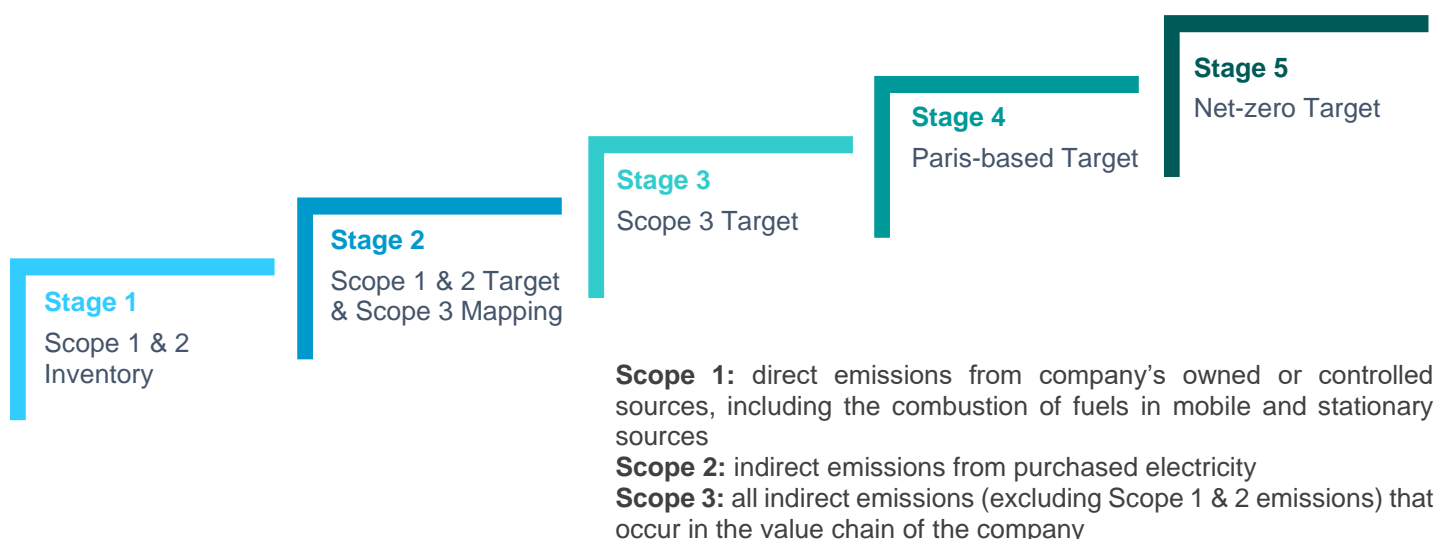 Stage 1
Scope 1 & 2
Inventory
Stage 2
Scope 1 & 2 Target
& Scope 3 Mapping
Stage 3
Scope 3 Target
Stage 4
Paris-based Target
Stage 5
Net-zero Target
Scope 1: direct emissions from company’s owned or controlled
sources, including the combustion of fuels in mobile and stationary
sources
Scope 2: indirect emissions from purchased electricity
Scope 3: all indirect emissions (excluding Scope 1 & 2 emissions) that
occur in the value chain of the company